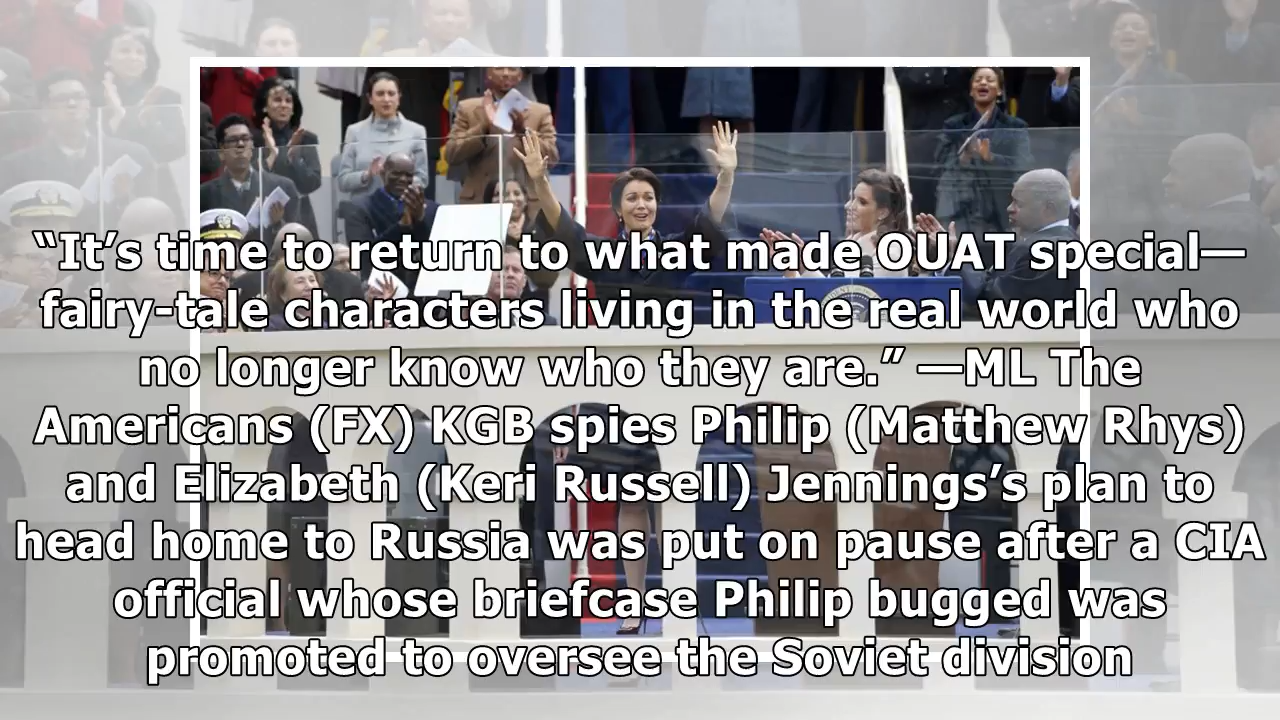 “It’s time to return to what made OUAT special—
fairy-tale characters living in the real world who
no longer know who they are.” —ML The
Americans (FX) KGB spies Philip (Matthew Rhys)
and Elizabeth (Keri Russell) Jennings’s plan to
head home to Russia was put on pause after a CIA
official whose briefcase Philip bugged was
promoted to oversee the Soviet division